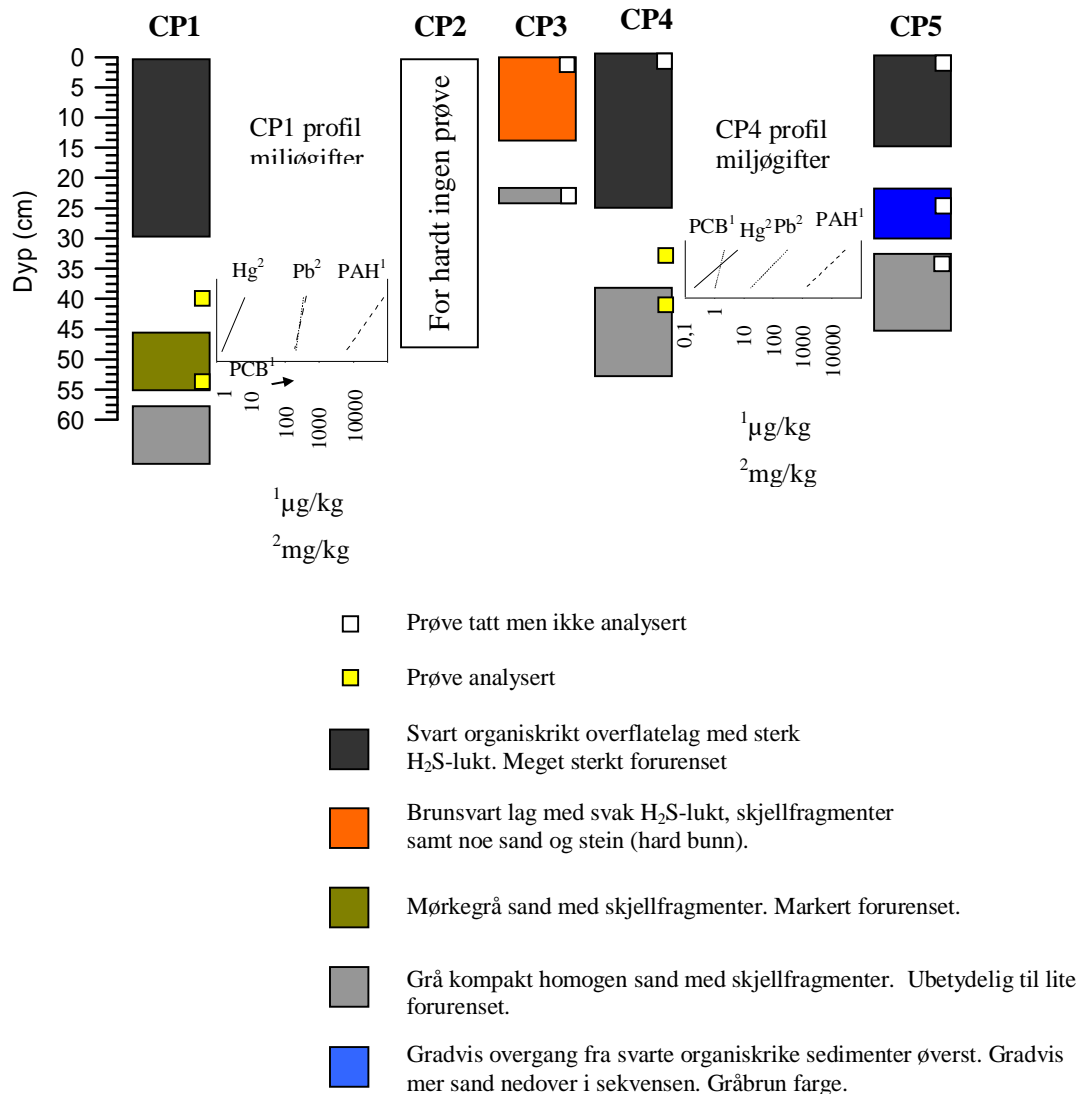 CP1 CP2 CP3 CP4 CP5
Dyp (cm)
0
5
10
15
20
25
30
35
40
45
50
55
60
CP1 profil
miljøgifter
Hg² Pb² PAH¹
PCB¹
1 10 100 1000 10000
¹µg/kg
²mg/kg
For hardt ingen prøve
CP4 profil
miljøgifter
PCB¹ Hg² Pb² PAH¹
0,1 1 10 100 1000 10000
¹µg/kg
²mg/kg
Prøve tatt men ikke analysert
Prøve analysert
Svart organiskrikt overflatelag med sterk
H₂S-lukt. Meget sterkt forurenset
Brunsvart lag med svak H₂S-lukt, skjellfragmenter
samt noe sand og stein (hard bunn).
Mørkegrå sand med skjellfragmenter. Markert forurenset.
Grå kompakt homogen sand med skjellfragmenter. Ubetydelig til lite
forurenset.
Gradvis overgang fra svarte organiskrike sedimenter øverst. Gradvis
mer sand nedover i sekvensen. Gråbrun farge.